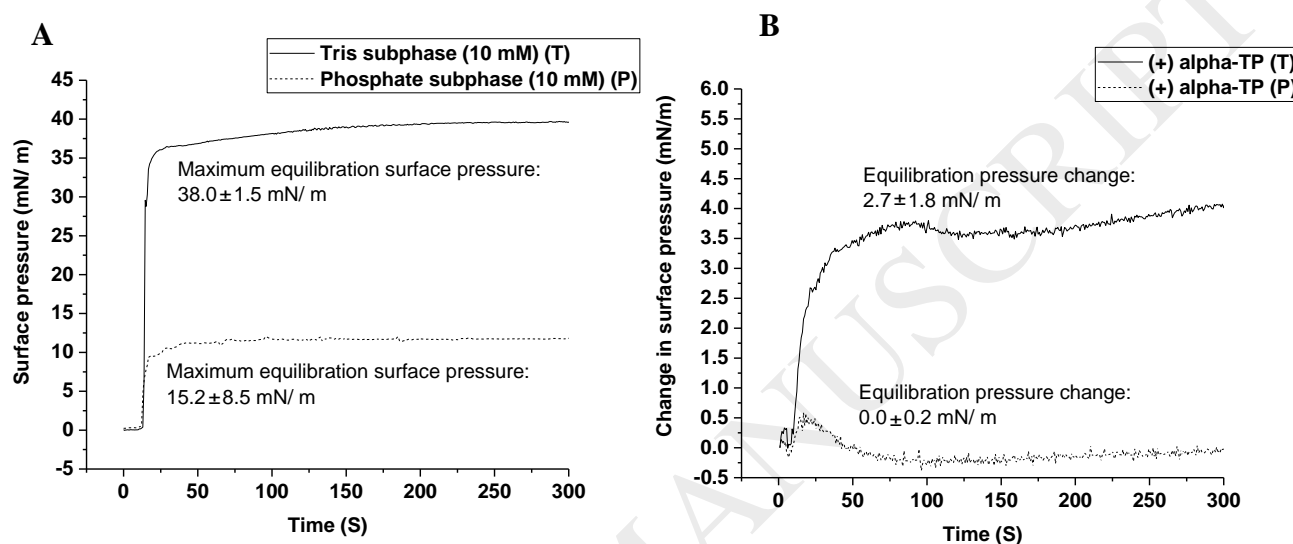 A
Tris subphase (10 mM) (T)
Phosphate subphase (10 mM) (P)
45
40
35
30
25
20
15
10
5
0
-5
Surface pressure (mN/ m)
Maximum equilibration surface pressure:
38.0±1.5 mN/ m
Maximum equilibration surface pressure:
15.2±8.5 mN/ m
0
50
100
150
200
250
300
Time (S)
B
(+) alpha-TP (T)
(+) alpha-TP (P)
6.0
5.5
5.0
4.5
4.0
3.5
3.0
2.5
2.0
1.5
1.0
0.5
0.0
-0.5
Change in surface pressure (mN/m)
Equilibration pressure change:
2.7±1.8 mN/ m
Equilibration pressure change:
0.0±0.2 mN/ m
0
50
100
150
200
250
300
Time (S)
MANUSCRIPT